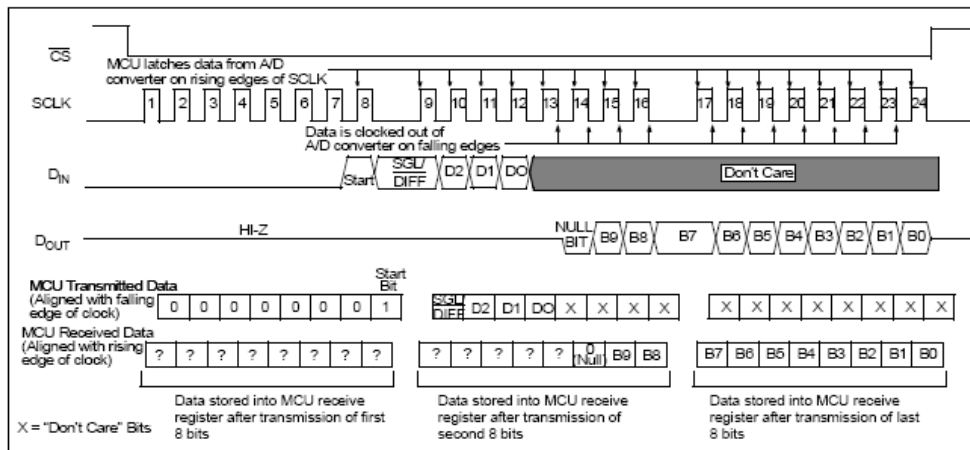 CS
MCU latches data from A/D
converter on rising edges of SCLK
SCLK
1 2 3 4 5 6 7 8 9 10 11 12 13 14 15 16 17 18 19 20 21 22 23 24
Data is clocked out of
A/D converter on falling edges
DIN
Start SGL/ DIFF D2 D1 DO Don't Care
HI-Z
DOUT
NULL BIT B9 B8 B7 B6 B5 B4 B3 B2 B1 B0
Start
Bit
MCU Transmitted Data
(Aligned with falling
edge of clock)
0 0 0 0 0 0 0 1 SGL/ DIFF D2 D1 DO X X X X X X X X X X X X
MCU Received Data
(Aligned with rising
edge of clock)
? ? ? ? ? ? ? ? ? ? ? ? ? 0 (Null) B9 B8 B7 B6 B5 B4 B3 B2 B1 B0
Data stored into MCU receive
register after transmission of first
8 bits
Data stored into MCU receive
register after transmission of
second 8 bits
Data stored into MCU receive
register after transmission of last
8 bits
X = "Don't Care" Bits